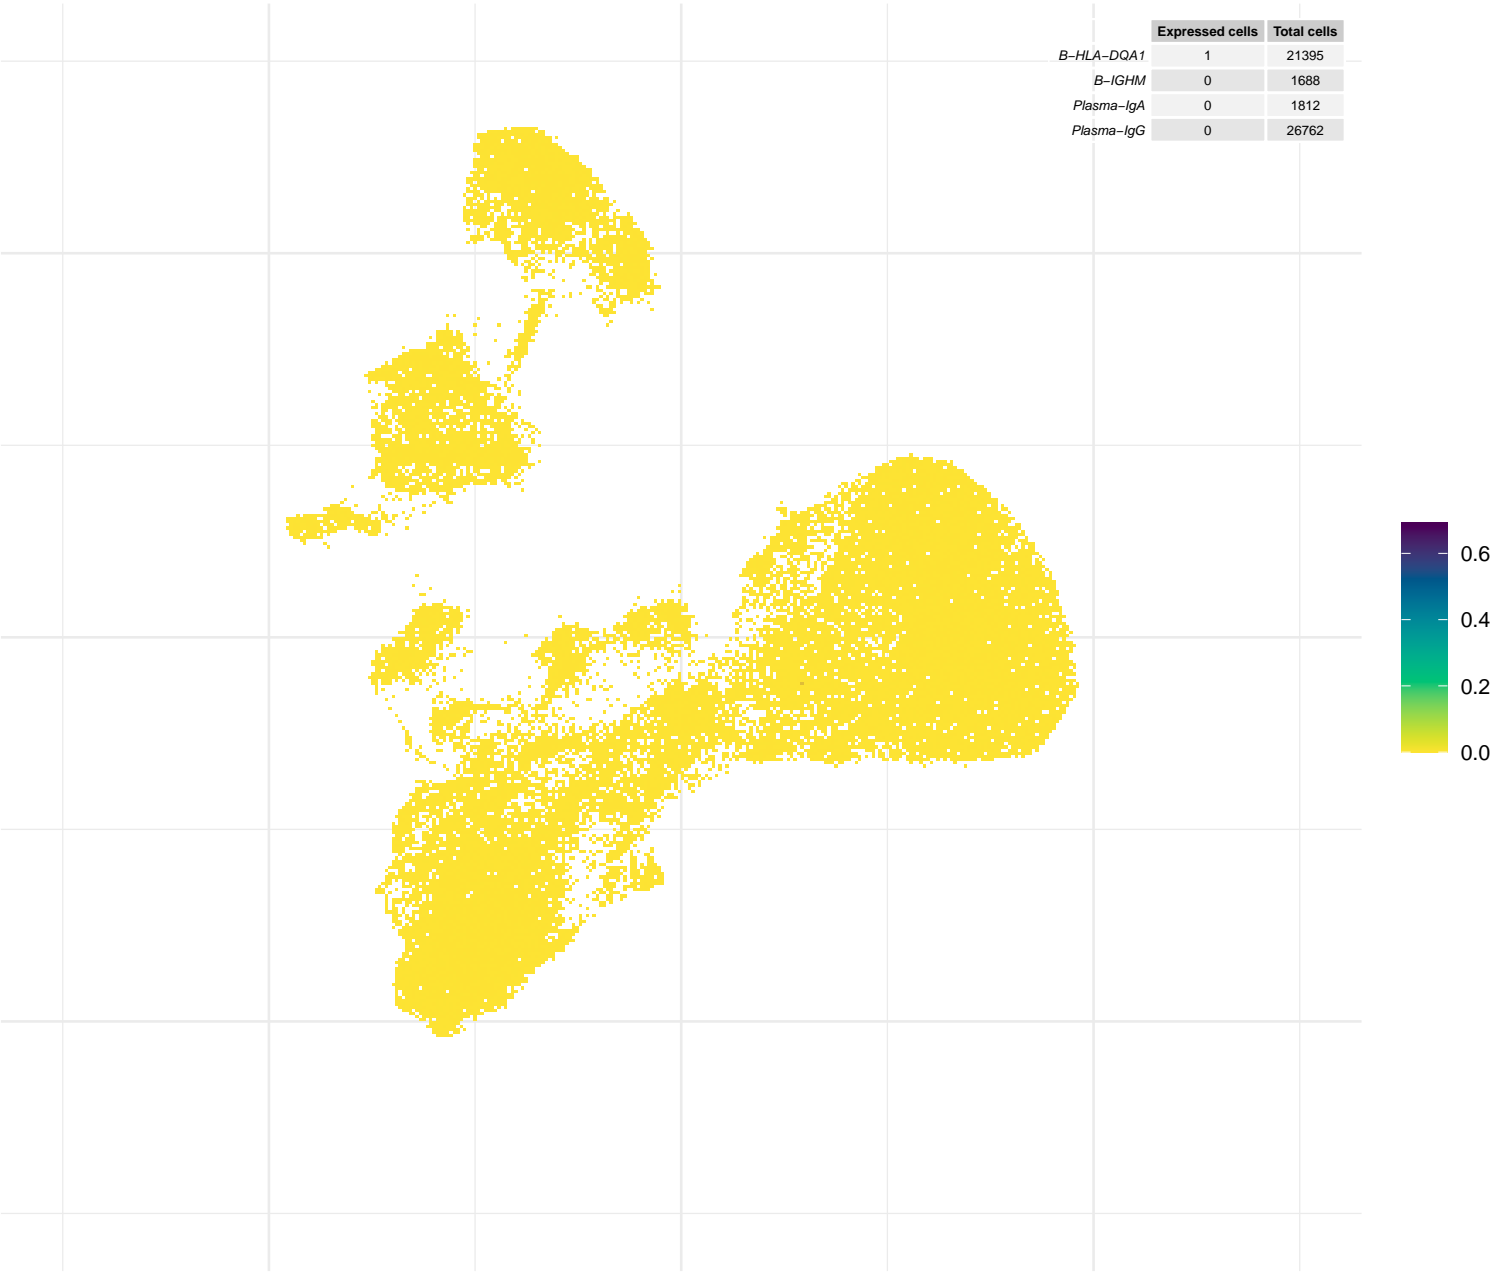 Expressed cells Total cells
B-HLA-DQA1 1 21395
B-IGHM 0 1688
Plasma-IgA 0 1812
Plasma-IgG 0 26762
0.6
0.4
0.2
0.0